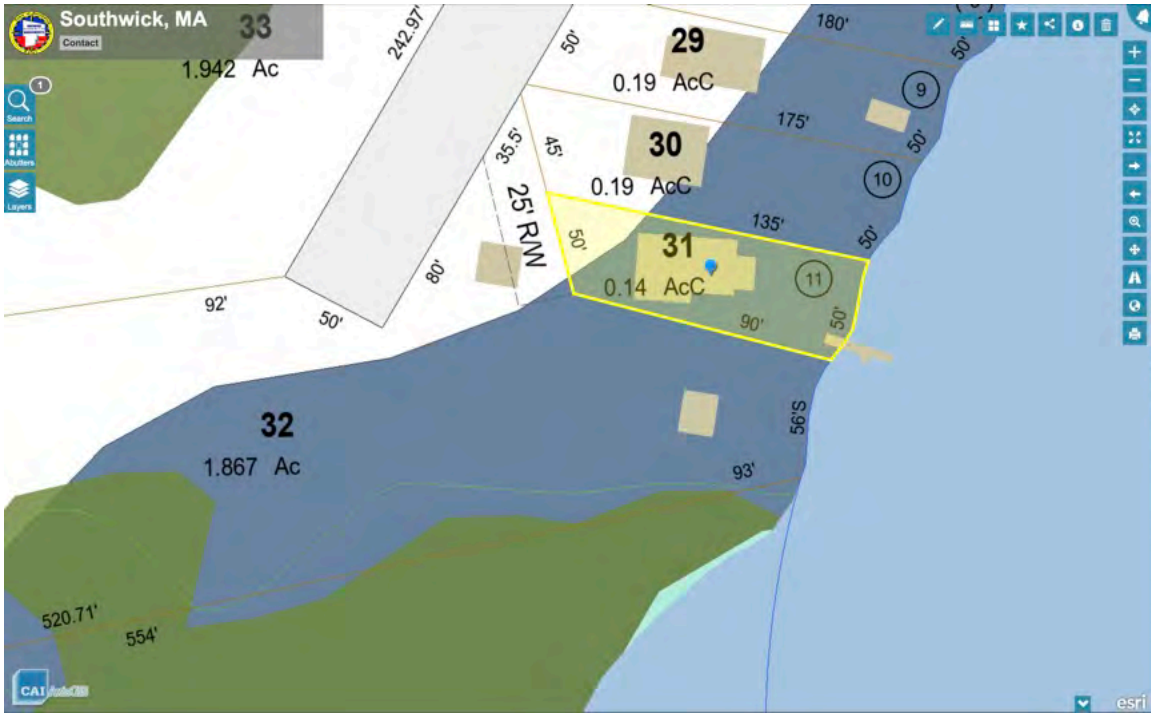 Southwick, MA
Contact
33
1.942 Ac
242.97'
50'
29
0.19 AcC
180'
50'
9
1
Search
Abutters
Layers
35.5'
45'
30
0.19 AcC
175'
50'
10
25' R/W
50'
135'
50'
31
0.14 AcC
11
80'
92'
50'
90'
50'
32
1.867 Ac
56'S
93'
520.71'
554'
CAI
esri